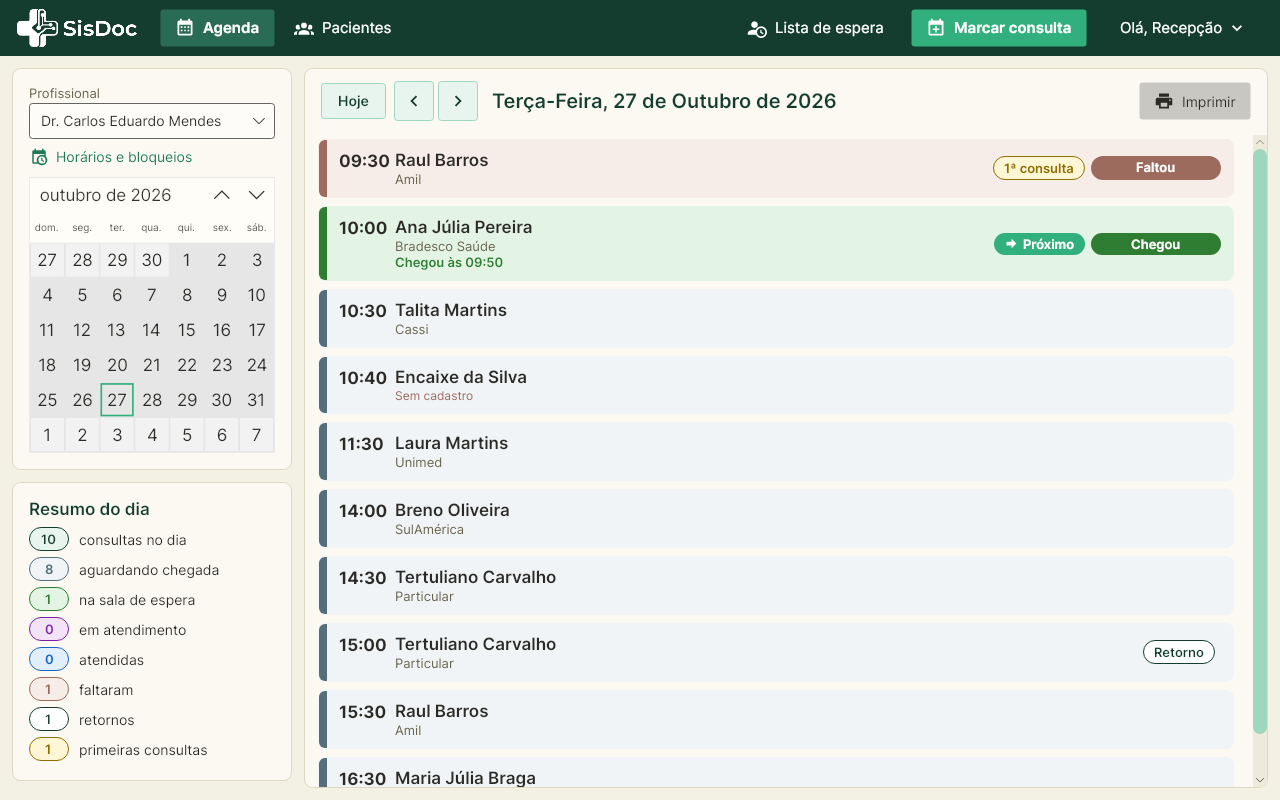 SisDoc
Agenda
Pacientes
Lista de espera
Marcar consulta
Olá, Recepção
Profissional
Dr. Carlos Eduardo Mendes
Horários e bloqueios
outubro de 2026
dom. seg. ter. qua. qui. sex. sáb.
27 28 29 30 1 2 3
4 5 6 7 8 9 10
11 12 13 14 15 16 17
18 19 20 21 22 23 24
25 26 27 28 29 30 31
1 2 3 4 5 6 7
Resumo do dia
10 consultas no dia
8 aguardando chegada
1 na sala de espera
0 em atendimento
0 atendidas
1 faltaram
1 retornos
1 primeiras consultas
Hoje
Terça-Feira, 27 de Outubro de 2026
Imprimir
09:30 Raul Barros
Amil
1ª consulta
Faltou
10:00 Ana Júlia Pereira
Bradesco Saúde
Chegou às 09:50
Próximo
Chegou
10:30 Talita Martins
Cassi
10:40 Encaixe da Silva
Sem cadastro
11:30 Laura Martins
Unimed
14:00 Breno Oliveira
SulAmérica
14:30 Tertuliano Carvalho
Particular
15:00 Tertuliano Carvalho
Particular
Retorno
15:30 Raul Barros
Amil
16:30 Maria Júlia Braga